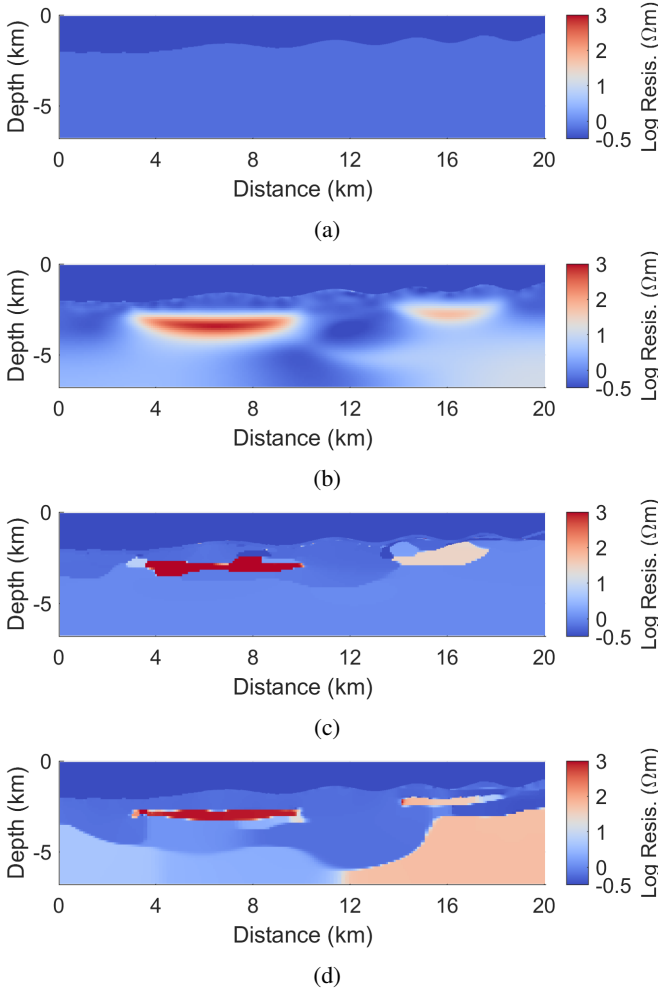 0
-5
Depth (km)
0 4 8 12 16 20
Distance (km)
3
2
1
0
-0.5
Log Resis. (Ωm)
(a)
0
-5
Depth (km)
0 4 8 12 16 20
Distance (km)
3
2
1
0
-0.5
Log Resis. (Ωm)
(b)
0
-5
Depth (km)
0 4 8 12 16 20
Distance (km)
3
2
1
0
-0.5
Log Resis. (Ωm)
(c)
0
-5
Depth (km)
0 4 8 12 16 20
Distance (km)
3
2
1
0
-0.5
Log Resis. (Ωm)
(d)